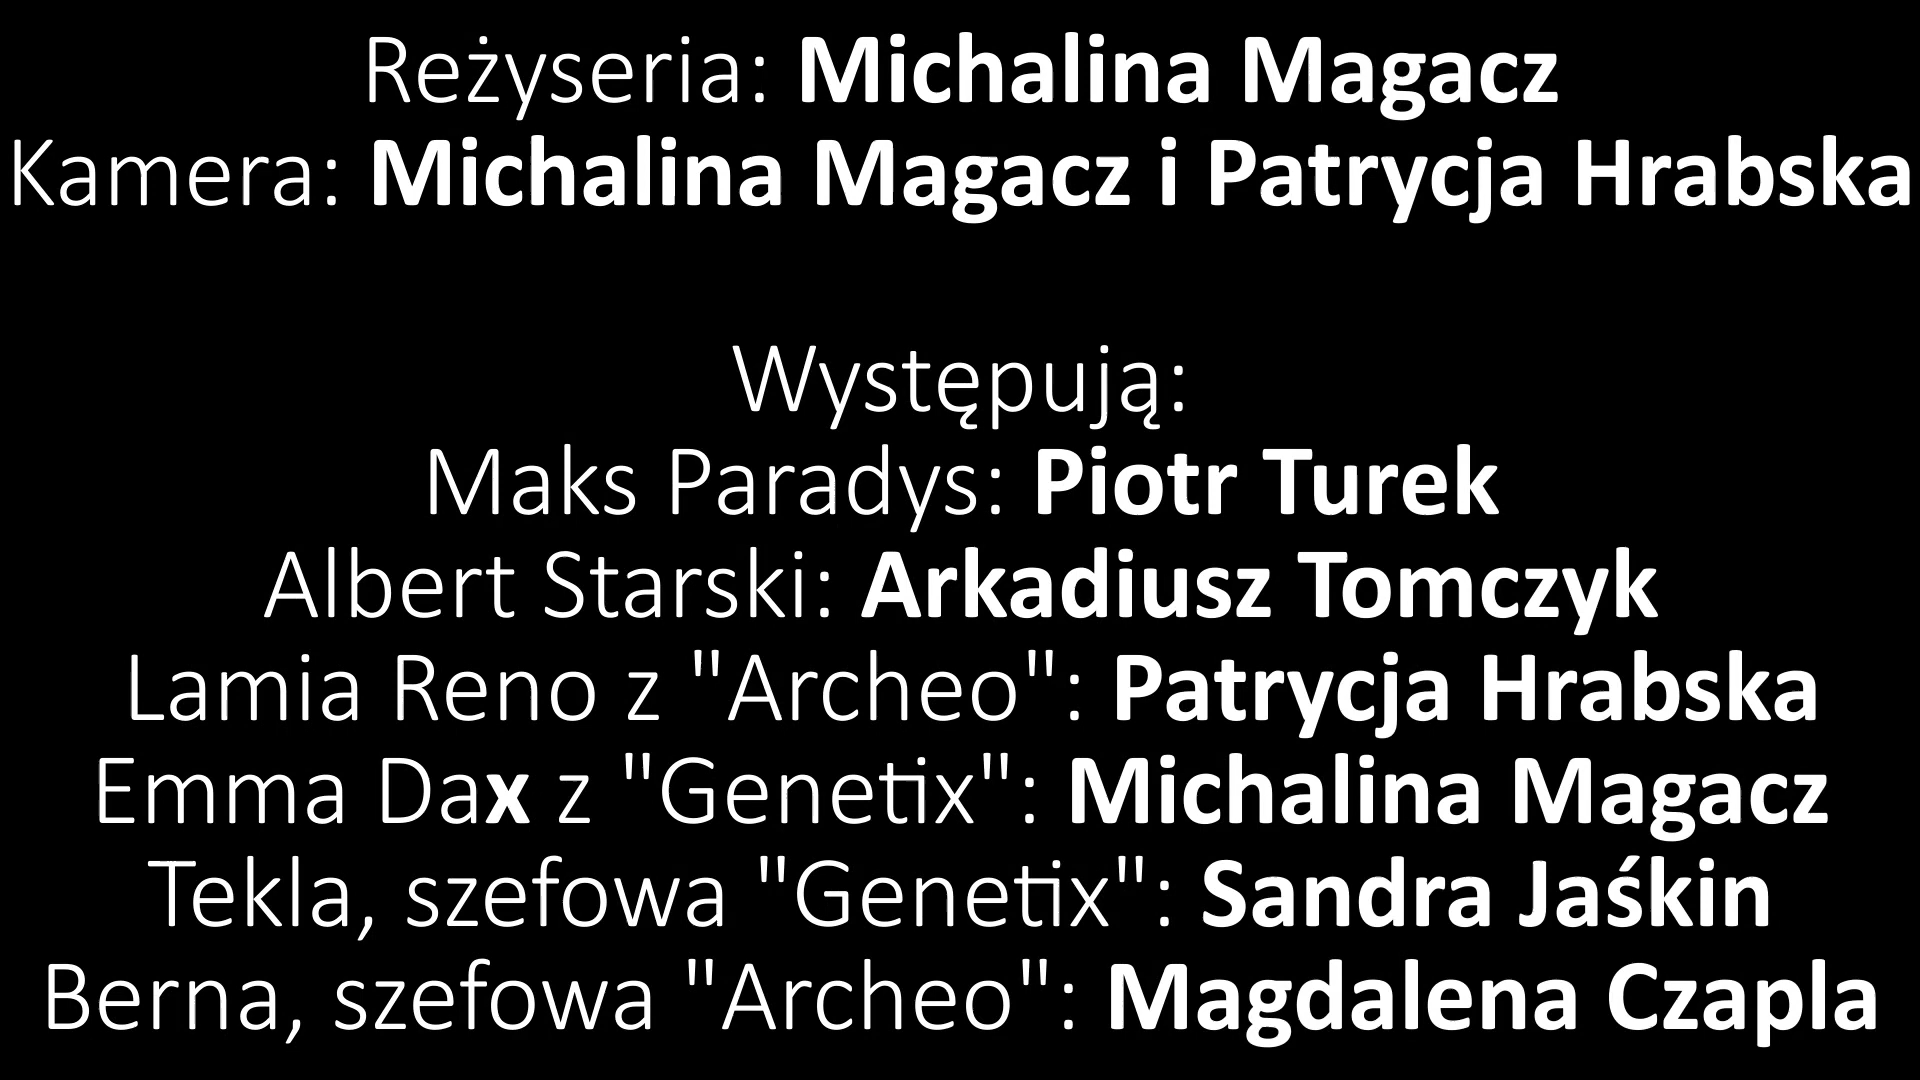 Reżyseria: Michalina Magacz
Kamera: Michalina Magacz i Patrycja Hrabska
Występują:
Maks Paradys: Piotr Turek
Albert Starski: Arkadiusz Tomczyk
Lamia Reno z "Archeo": Patrycja Hrabska
Emma Dax z "Genetix": Michalina Magacz
Tekla, szefowa "Genetix": Sandra Jaśkin
Berna, szefowa "Archeo": Magdalena Czapla